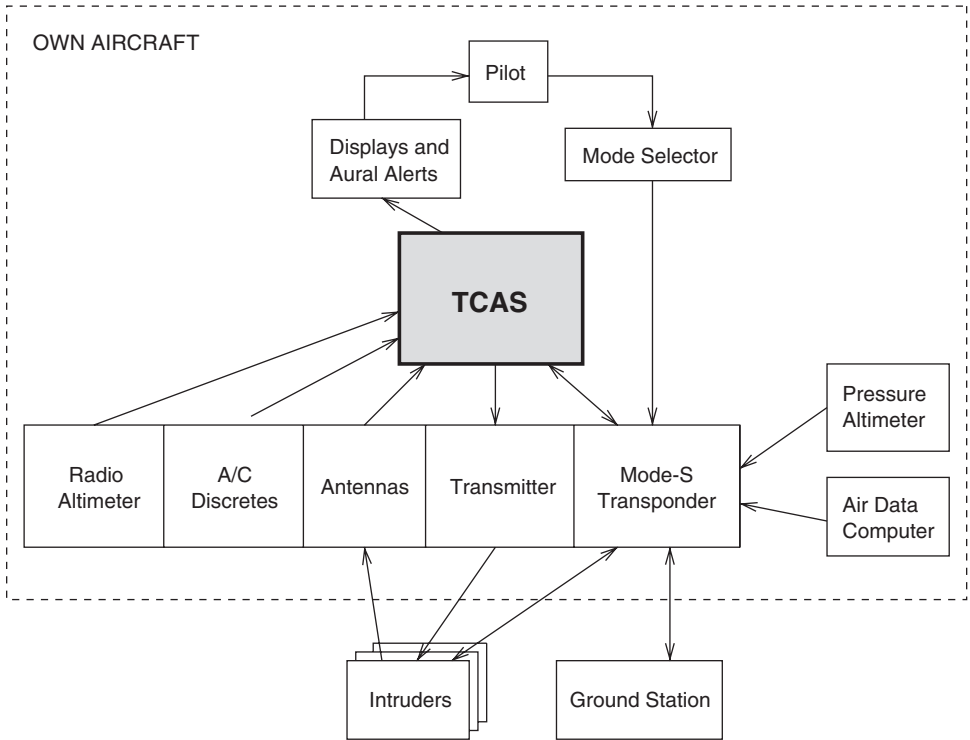 OWN AIRCRAFT
Pilot
Displays and
Aural Alerts
Mode Selector
TCAS
Pressure
Altimeter
Radio
Altimeter
A/C
Discretes
Antennas
Transmitter
Mode-S
Transponder
Air Data
Computer
Intruders
Ground Station